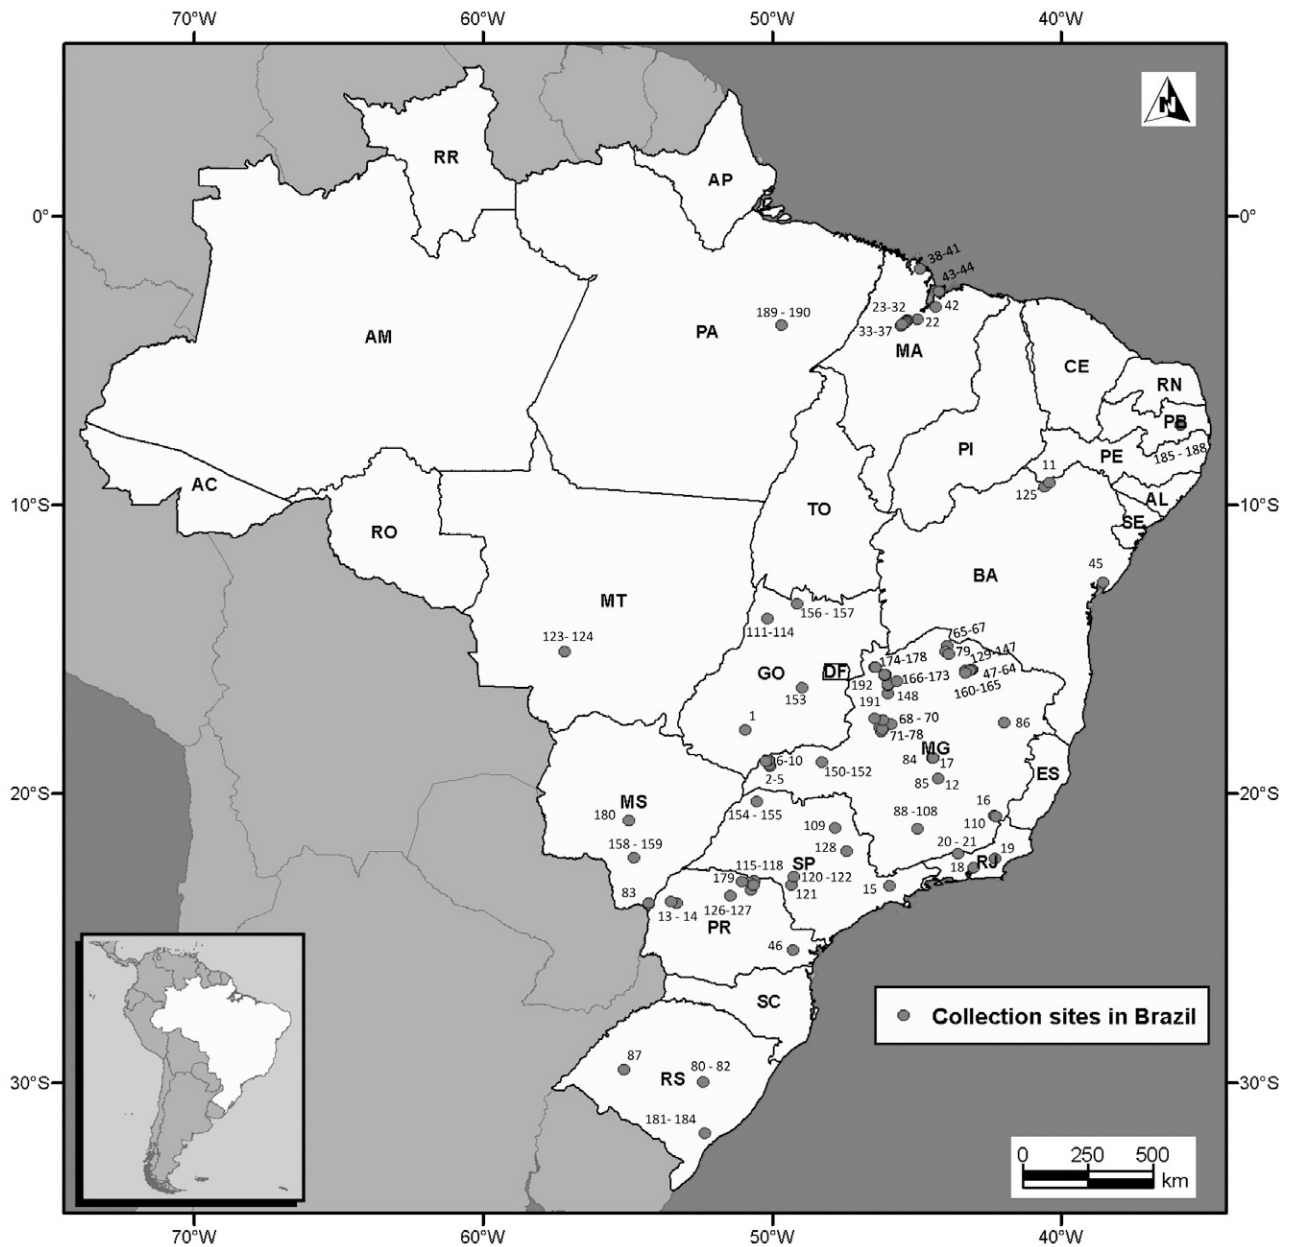 70°W 60°W 50°W 40°W
N
RR
AP
0° 0°
38-41
43-44
23-32 42
189 - 190
22
AM PA 33-37
MA
CE
RN
PB
PI PE 185 - 188
11
AC 125 AL
10°S 10°S
TO SE
RO
45
BA
MT
156 - 157
111-114
65-67
123- 124 79 129-147
174-178
GO DF 166-173 47-64
192 160-165
153 148
191
1 68 - 70 86
71-78
MG
84 17
6-10
150-152 ES
2-5 85 12
20°S 20°S
MS
180 154 - 155 88 -108 16
109 110
158 - 159 128 20 - 21 19
SP RJ
115-118 18
179 120 -122
83 121 15
13 - 14 126-127
PR
46
SC
Collection sites in Brazil
87
80 - 82
RS
30°S 30°S
181- 184
0 250 500
km
70°W 60°W 50°W 40°W